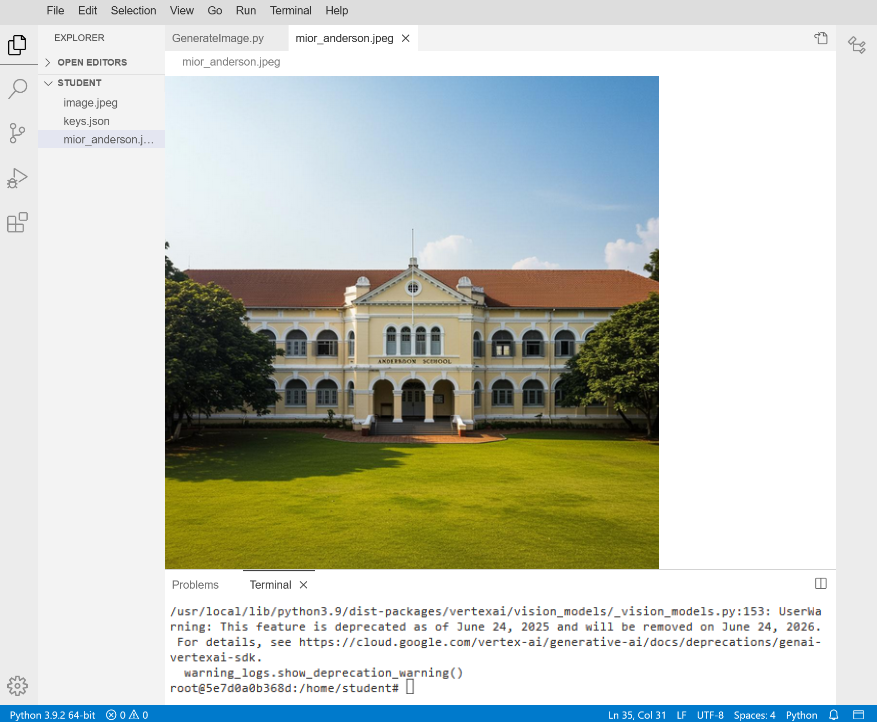 File Edit Selection View Go Run Terminal Help
EXPLORER
OPEN EDITORS
STUDENT
image.jpeg
keys.json
mior_anderson.j...
GenerateImage.py
mior_anderson.jpeg
mior_anderson.jpeg
ANDERSOON SCHOOL
Problems
Terminal
/usr/local/lib/python3.9/dist-packages/vertexai/vision_models/_vision_models.py:153: UserWa
rning: This feature is deprecated as of June 24, 2025 and will be removed on June 24, 2026.
For details, see https://cloud.google.com/vertex-ai/generative-ai/docs/deprecations/genai-
vertexai-sdk.
warning_logs.show_deprecation_warning()
root@5e7d0a0b368d:/home/student#
Python 3.9.2 64-bit 0 0 Ln 35, Col 31 LF UTF-8 Spaces: 4 Python